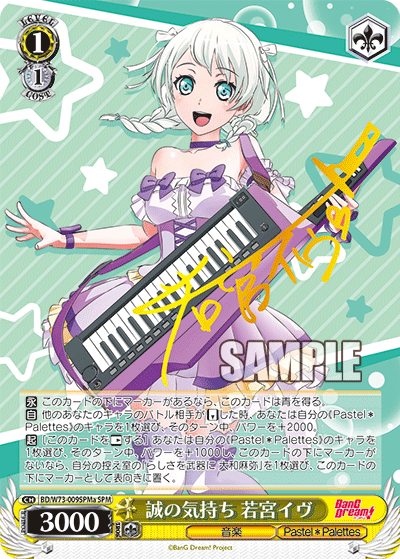 LEVEL
1
1
COST
若宮イヴ
SAMPLE
永 このカードの下にマーカーがあるなら、このカードは青を得る。
自 他のあなたのキャラのバトル相手が【】した時、あなたは自分の《Pastel＊
Palettes》のキャラを1枚選び、そのターン中、パワーを
+2000。
起 ［このカードを【】する］ あなたは自分の《Pastel＊Palettes》のキャラを
1枚選び、そのターン中、パワーを+1000し、このカードの下にマーカーが
ないなら、自分の控え室の「らしさを武器に 大和麻弥」を1枚選び、このカード
の下にマーカーとして表向きに置く。
CH BD/W73-009SPMa SPM
誠の気持ち 若宮イヴ
BanG Dream!
3000
音楽
Pastel＊Palettes
©BanG Dream! Project